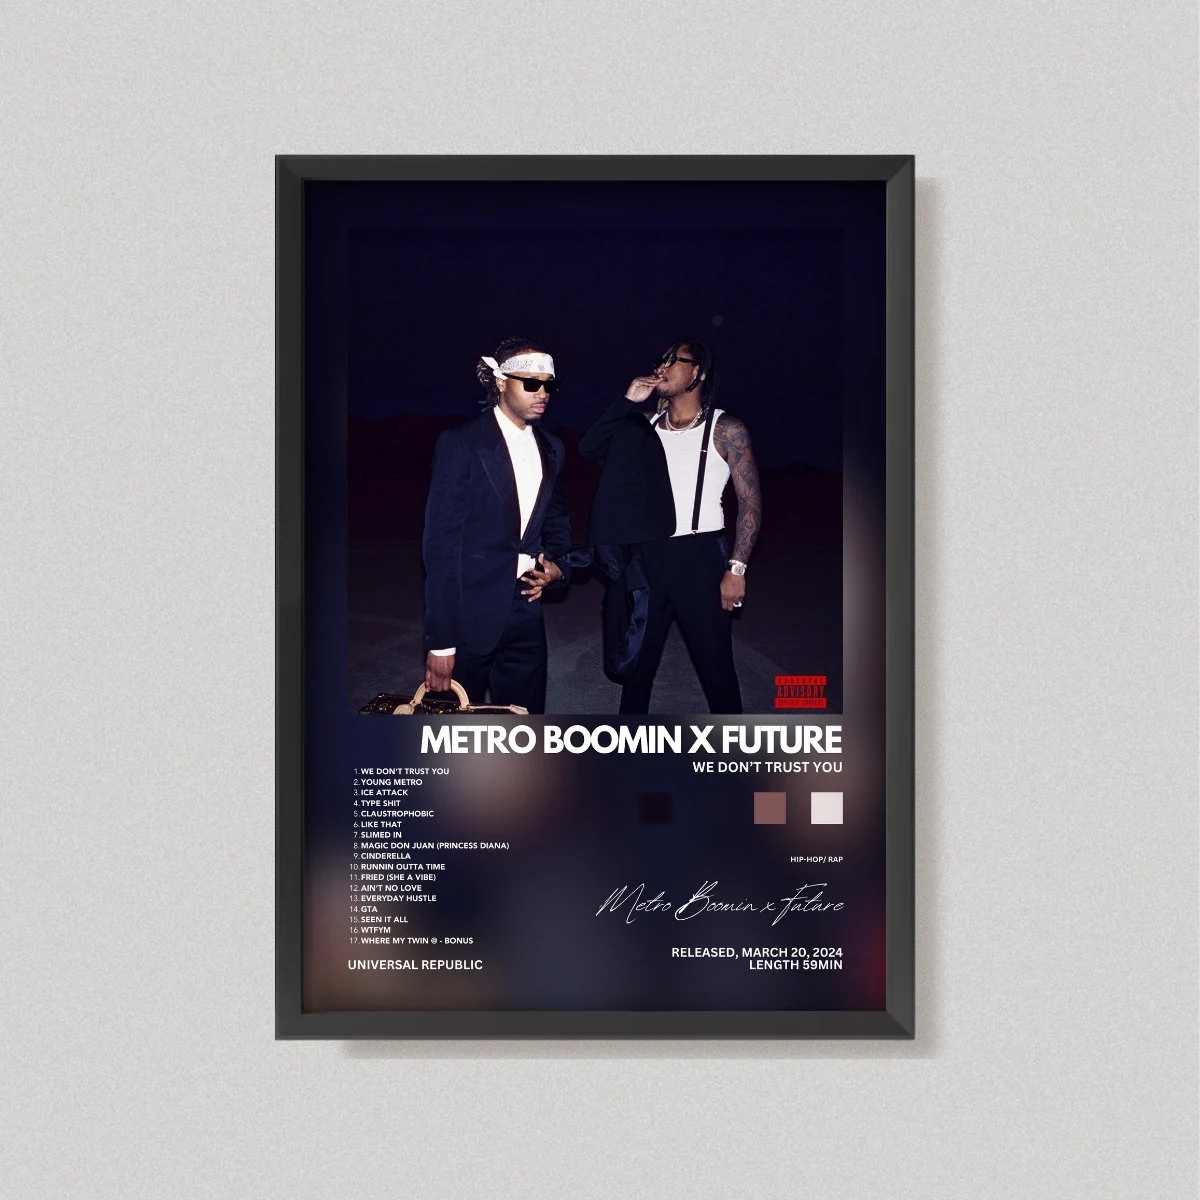 PARENTAL
ADVISORY
EXPLICIT CONTENT
METRO BOOMIN X FUTURE
WE DON'T TRUST YOU
1. WE DON'T TRUST YOU
2. YOUNG METRO
3. ICE ATTACK
4. TYPE SHIT
5. CLAUSTROPHOBIC
6. LIKE THAT
7. SLIMED IN
8. MAGIC DON JUAN (PRINCESS DIANA)
9. CINDERELLA
10. RUNNIN OUTTA TIME
11. FRIED (SHE A VIBE)
12. AIN'T NO LOVE
13. EVERYDAY HUSTLE
14. GTA
15. SEEN IT ALL
16. WTFYM
17. WHERE MY TWIN @ - BONUS
UNIVERSAL REPUBLIC
HIP-HOP/ RAP
Metro Boomin x Future
RELEASED, MARCH 20, 2024
LENGTH 59MIN